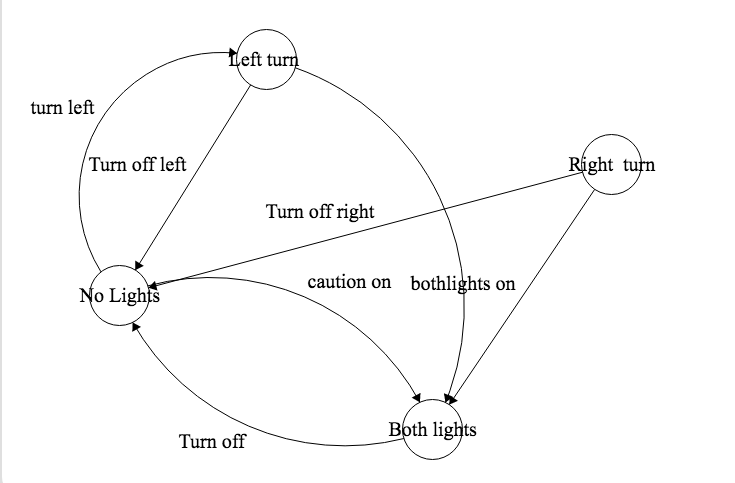 Left turn
turn left
Turn off left
Right  turn
Turn off right
caution on
bothlights on
No Lights
Both lights
Turn off